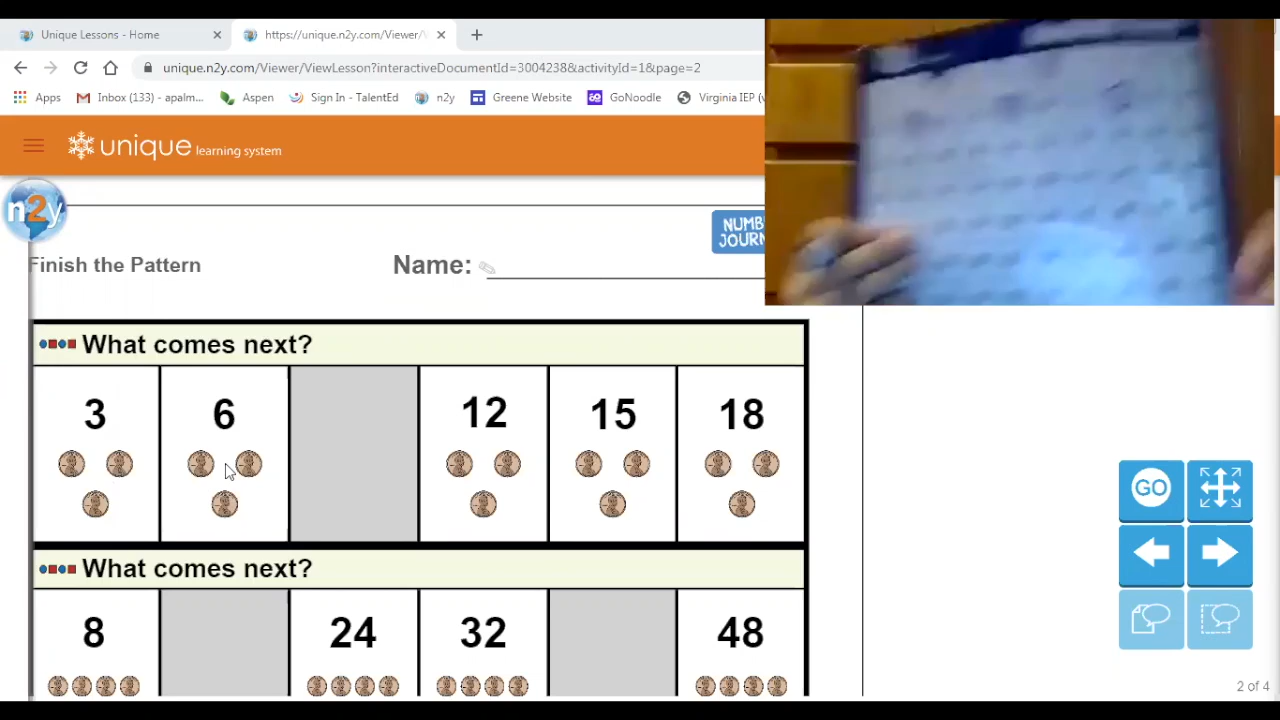 Unique Lessons - Home
https://unique.n2y.com/Viewer/
unique.n2y.com/Viewer/ViewLesson?interactiveDocumentId=3004238&activityId=1&page=2
Apps Inbox (133) - apalm... Aspen Sign In - TalentEd n2y Greene Website GoNoodle Virginia IEP (v
unique learning system
n2y
NUMB
JOURN
Finish the Pattern Name:
What comes next?
3 6 12 15 18
What comes next?
8 24 32 48
GO
2 of 4